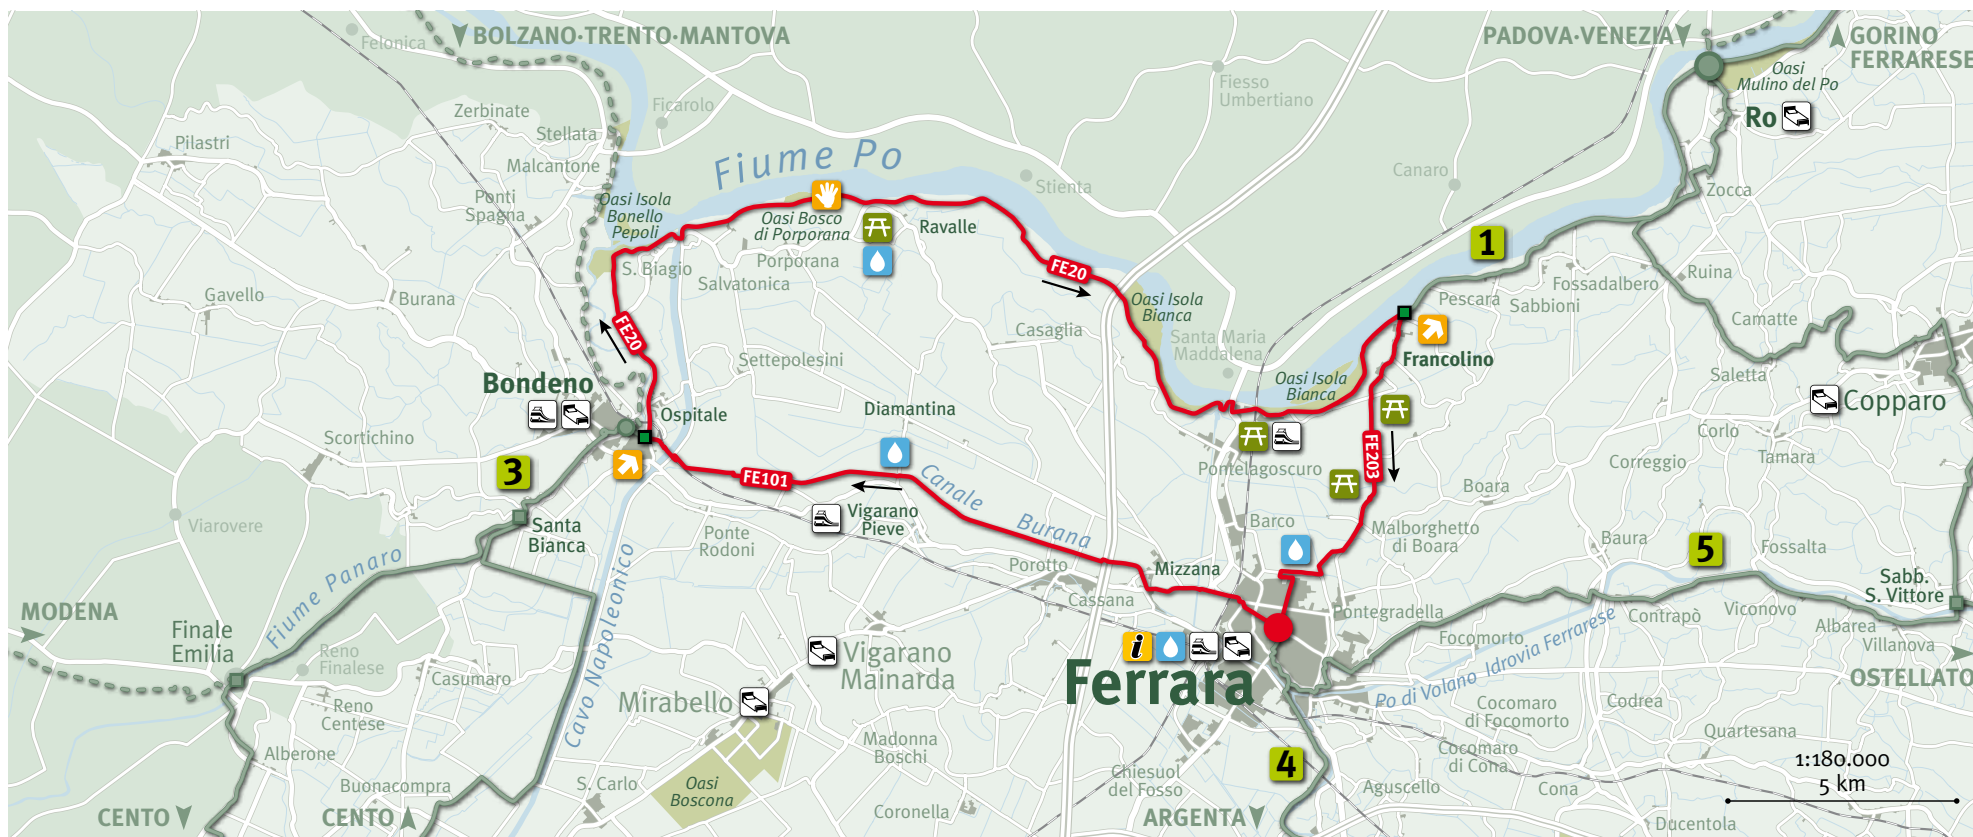 BOLZANO·TRENTO·MANTOVA
PADOVA·VENEZIA
GORINO
FERRARESE
Felonica
Zerbinate
Ficarolo
Fiesso
Umbertiano
Oasi
Mulino del Po
Ro
Stellata
Pilastri
Malcantone
Fiume Po
Stienta
Canaro
Zocca
Ponti
Spagna
Oasi Isola
Bonello
Pepoli
Oasi Bosco
di Porporana
Ravalle
1
S. Biagio
Porporana
Salvatonica
FE20
Gavello
Burana
Oasi Isola
Bianca
Pescara
Sabbioni
Fossadalbero
Ruina
Camatte
FE20
Casaglia
Santa Maria
Maddalena
Settepolesini
Francolino
Oasi Isola
Bianca
Saletta
Bondeno
Ospitale
Diamantina
Copparo
Scortichino
3
FE101
Canale
Burana
Pontelagoscuro
FE203
Corlo
Tamara
Correggio
Boara
Viarovere
Santa
Bianca
Vigarano
Pieve
Ponte
Rodoni
Barco
Malborghetto
di Boara
Baura
5
Fossalta
Fiume Panaro
Cavo Napoleonico
Porotto
Mizzana
Cassana
Sabb.
S. Vittore
MODENA
Finale
Emilia
Reno
Finalese
Pontegradella
Contrapò
Viconovo
Albarea
Villanova
Focomorto
Po di Volano Idrovia Ferrarese
OSTELLATO
i
Ferrara
Vigarano
Mainarda
Casumaro
Mirabello
Reno
Centese
Cocomaro
di Focomorto
Codrea
Quartesana
Alberone
Madonna
Boschi
Cocomaro
di Cona
4
Chiesuol
del Fosso
Aguscello
Cona
1:180.000
5 km
Buonacompra
S. Carlo
Oasi
Boscona
Coronella
CENTO
CENTO
ARGENTA
Ducentola